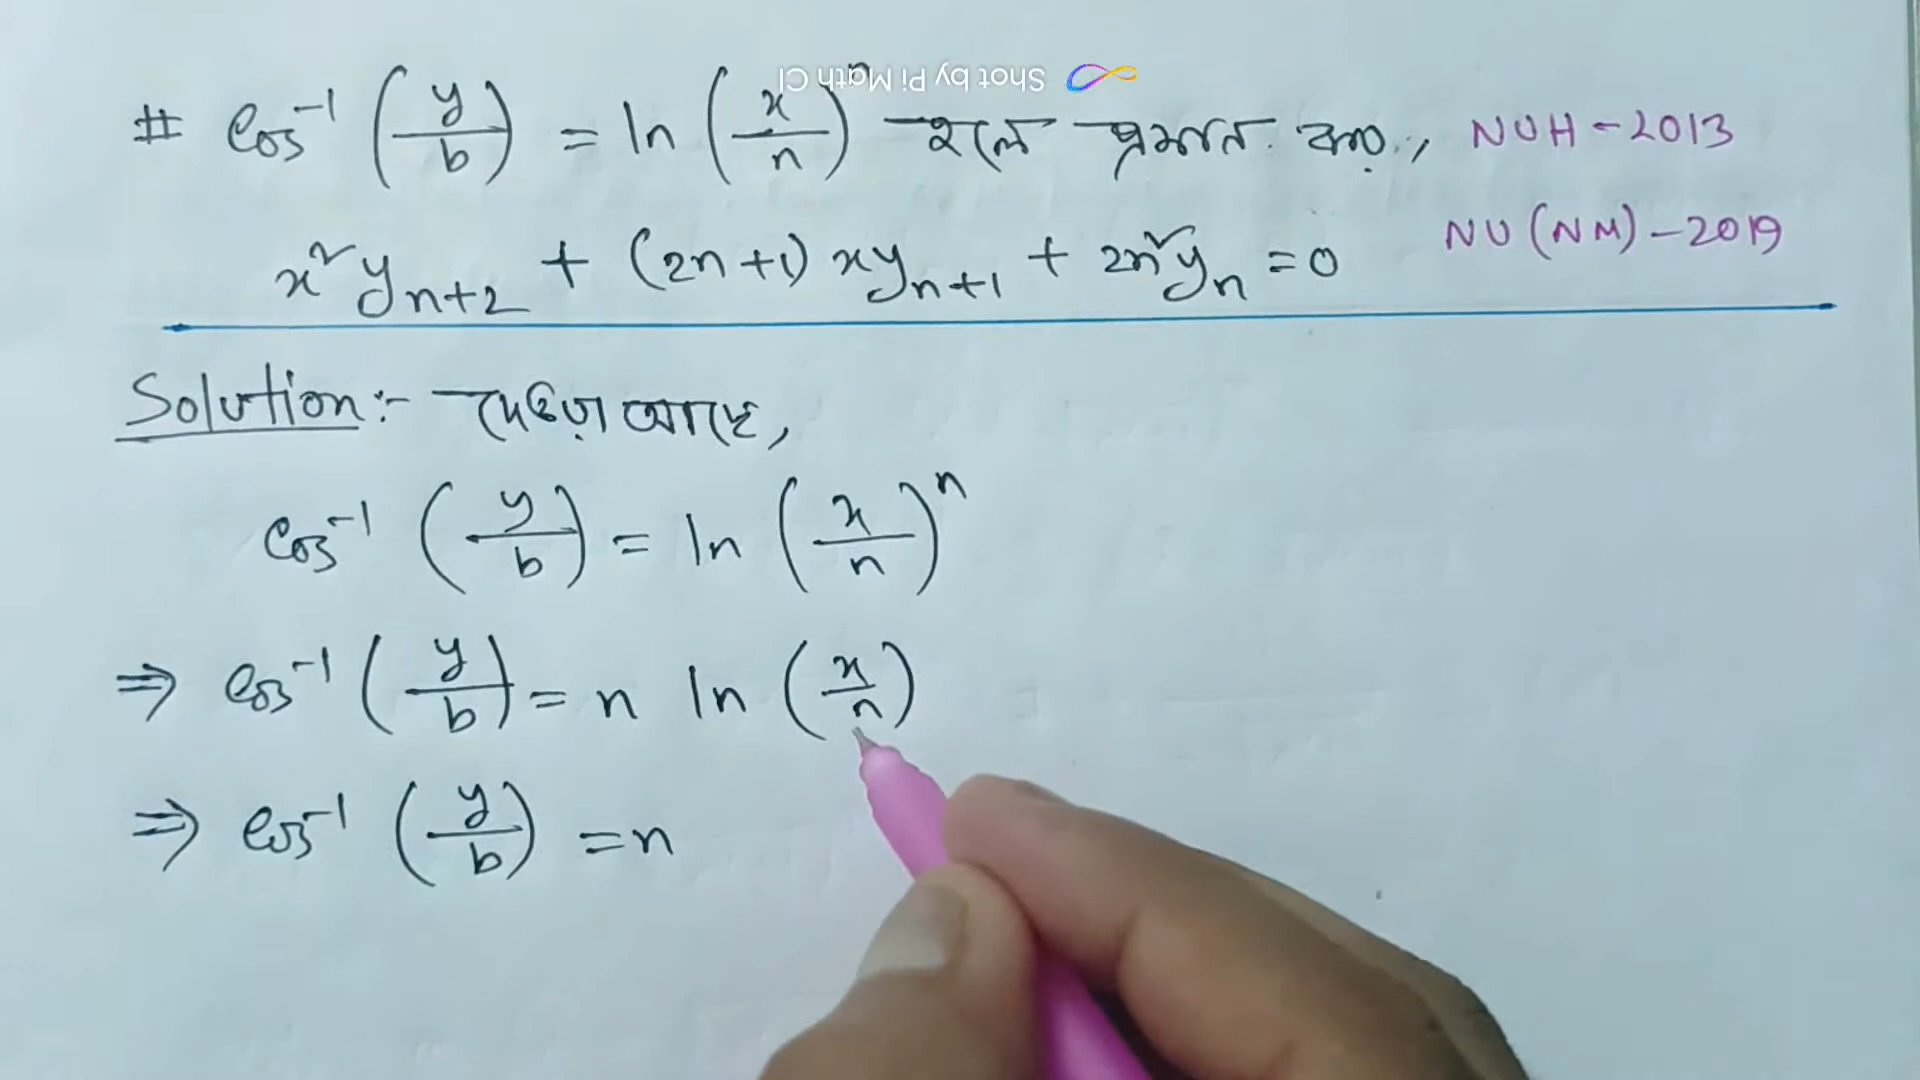 Shot by Pi Math Cl
# Cos⁻¹ (y/b) = ln (x/n)ⁿ হলে প্রমান কর, NUH - 2013
x²yₙ₊₂ + (2n+1) xyₙ₊₁ + 2n²yₙ = 0 NU (NM) - 2019
Solution:- দেওয়া আছে,
Cos⁻¹ (y/b) = ln (x/n)ⁿ
⇒ Cos⁻¹ (y/b) = n ln (x/n)
⇒ Cos⁻¹ (y/b) = n